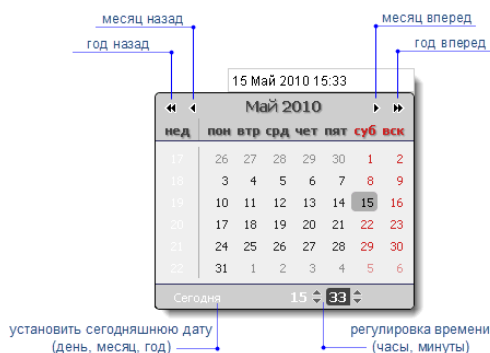 месяц назад
месяц вперед
год назад
год вперед
15 Май 2010 15:33
Май 2010
нед пон втр срд чет пят суб вск
17 26 27 28 29 30 1 2
18 3 4 5 6 7 8 9
19 10 11 12 13 14 15 16
20 17 18 19 20 21 22 23
21 24 25 26 27 28 29 30
22 31 1 2 3 4 5 6
Сегодня 15 33
установить сегодняшнюю дату
(день, месяц, год)
регулировка времени
(часы, минуты)